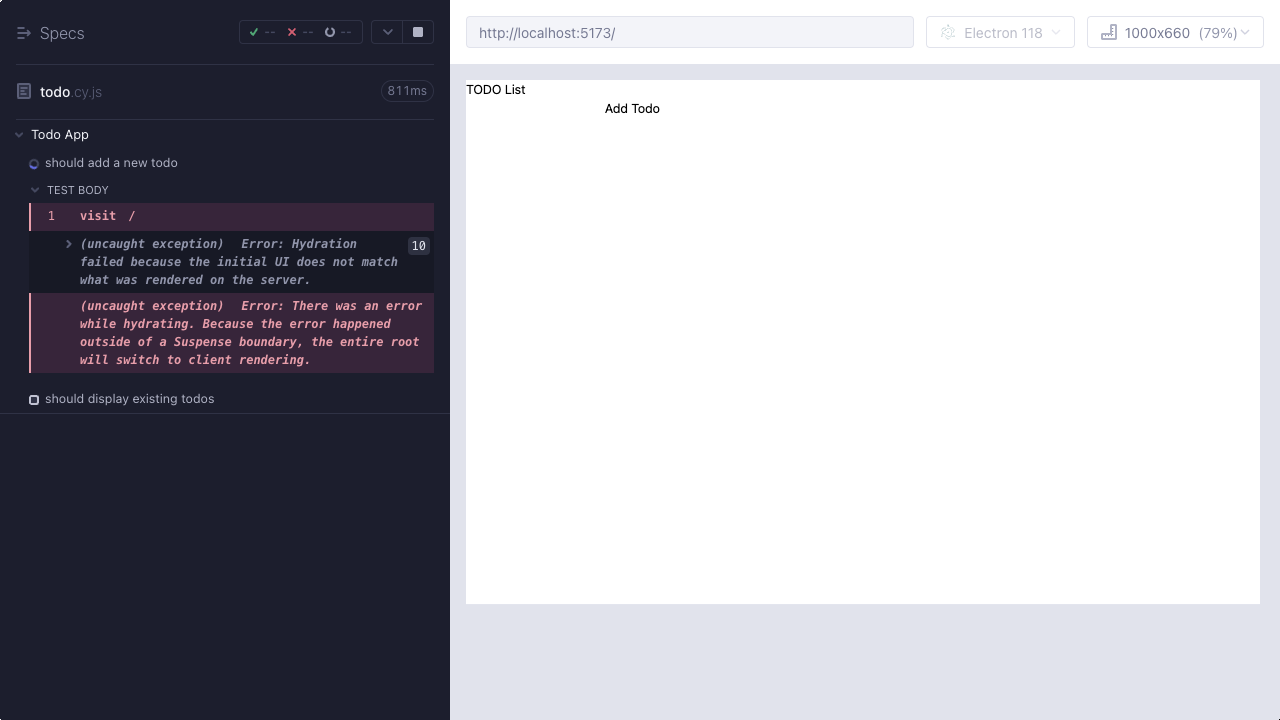 Specs
-- -- --
todo.cy.js
811ms
Todo App
should add a new todo
TEST BODY
1 visit /
(uncaught exception) Error: Hydration
failed because the initial UI does not match
what was rendered on the server.
10
(uncaught exception) Error: There was an error
while hydrating. Because the error happened
outside of a Suspense boundary, the entire root
will switch to client rendering.
should display existing todos
http://localhost:5173/
Electron 118
1000x660 (79%)
TODO List
Add Todo